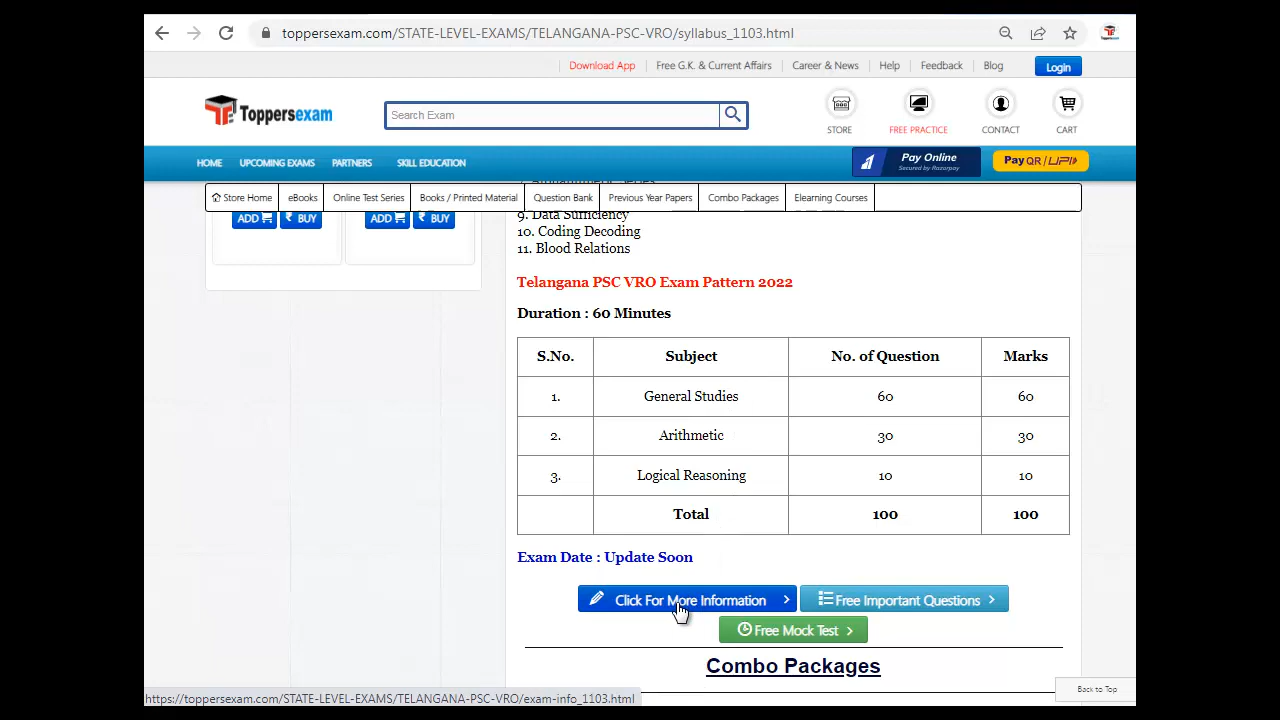 toppersexam.com/STATE-LEVEL-EXAMS/TELANGANA-PSC-VRO/syllabus_1103.html
Download App Free G.K. & Current Affairs Career & News Help Feedback Blog Login
Toppersexam
Search Exam
STORE FREE PRACTICE CONTACT CART
HOME UPCOMING EXAMS PARTNERS SKILL EDUCATION
Pay Online
Secured by Razorpay
Pay QR / UPI
Store Home eBooks Online Test Series Books / Printed Material Question Bank Previous Year Papers Combo Packages Elearning Courses
ADD ₹ BUY ADD ₹ BUY
9. Data Sufficiency
10. Coding Decoding
11. Blood Relations
Telangana PSC VRO Exam Pattern 2022
Duration : 60 Minutes
S.No. Subject No. of Question Marks
1. General Studies 60 60
2. Arithmetic 30 30
3. Logical Reasoning 10 10
Total 100 100
Exam Date : Update Soon
Click For More Information
Free Important Questions
Free Mock Test
Combo Packages
Back to Top
https://toppersexam.com/STATE-LEVEL-EXAMS/TELANGANA-PSC-VRO/exam-info_1103.html